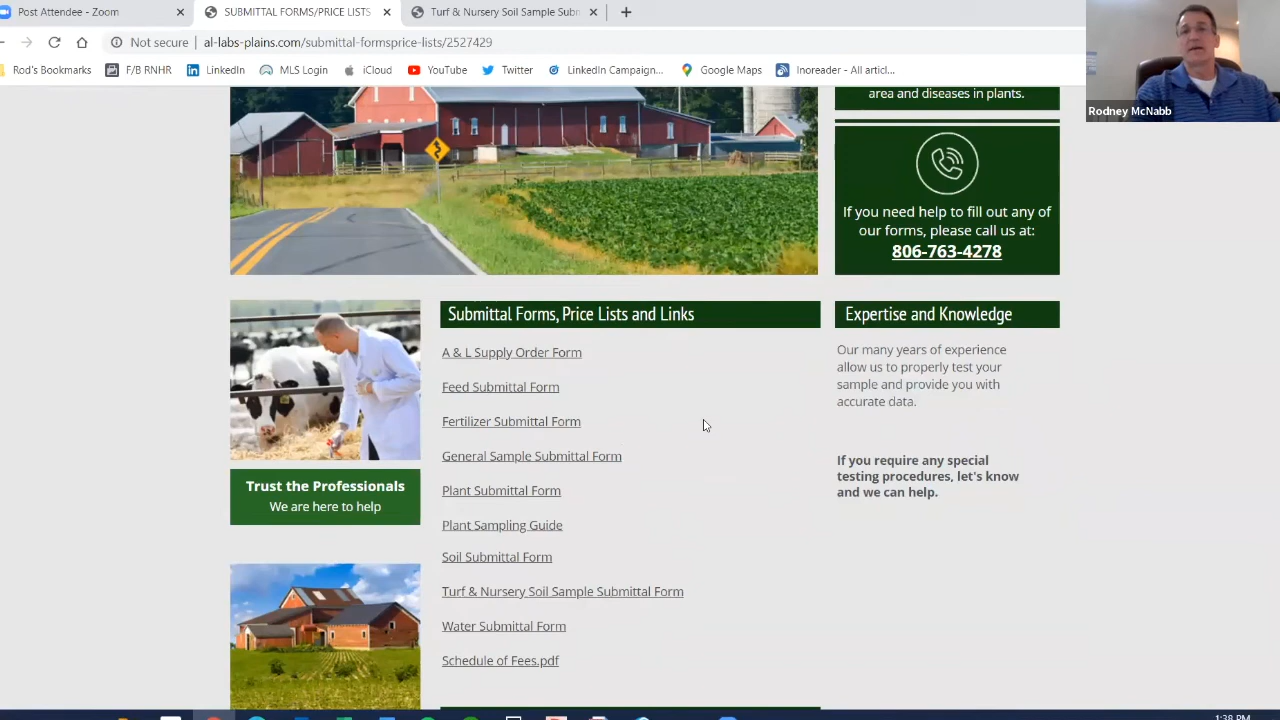 Post Attendee - Zoom
SUBMITTAL FORMS/PRICE LISTS
Turf & Nursery Soil Sample Subm
Not secure
al-labs-plains.com/submittal-formsprice-lists/2527429
Rod's Bookmarks
F/B RNHR
LinkedIn
MLS Login
iCloud
YouTube
Twitter
LinkedIn Campaign...
Google Maps
Inoreader - All articl...
Rodney McNabb
area and diseases in plants.
If you need help to fill out any of
our forms, please call us at:
806-763-4278
Submittal Forms, Price Lists and Links
Expertise and Knowledge
A & L Supply Order Form
Feed Submittal Form
Fertilizer Submittal Form
General Sample Submittal Form
Plant Submittal Form
Plant Sampling Guide
Soil Submittal Form
Turf & Nursery Soil Sample Submittal Form
Water Submittal Form
Schedule of Fees.pdf
Our many years of experience
allow us to properly test your
sample and provide you with
accurate data.
If you require any special
testing procedures, let's know
and we can help.
Trust the Professionals
We are here to help
1:38 PM